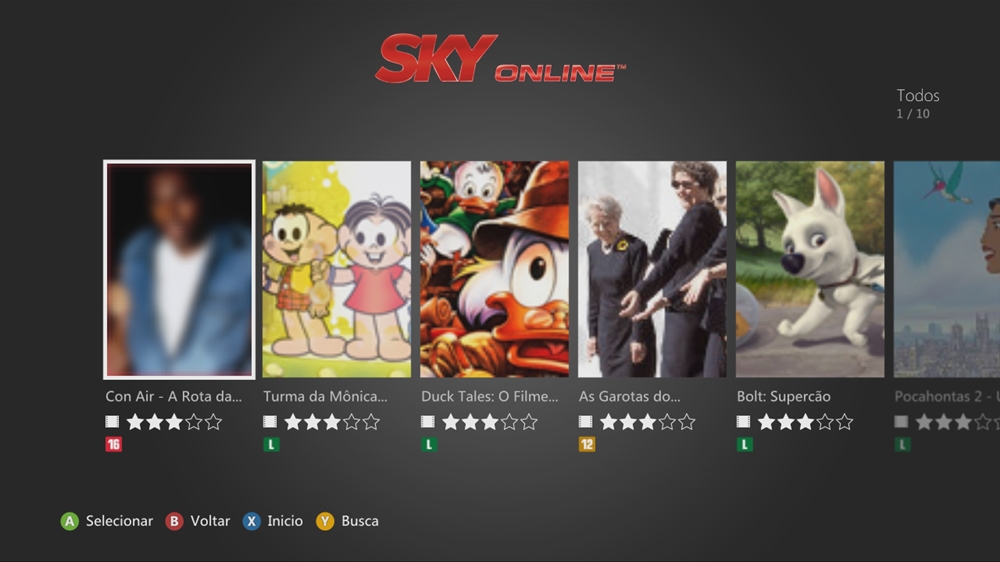 SKY ONLINE™
Todos
1 / 10
Con Air - A Rota da...
Turma da Mônica...
Duck Tales: O Filme...
As Garotas do...
Bolt: Supercão
Pocahontas 2 -
16
L
L
12
L
L
A Selecionar
B Voltar
X Inicio
Y Busca